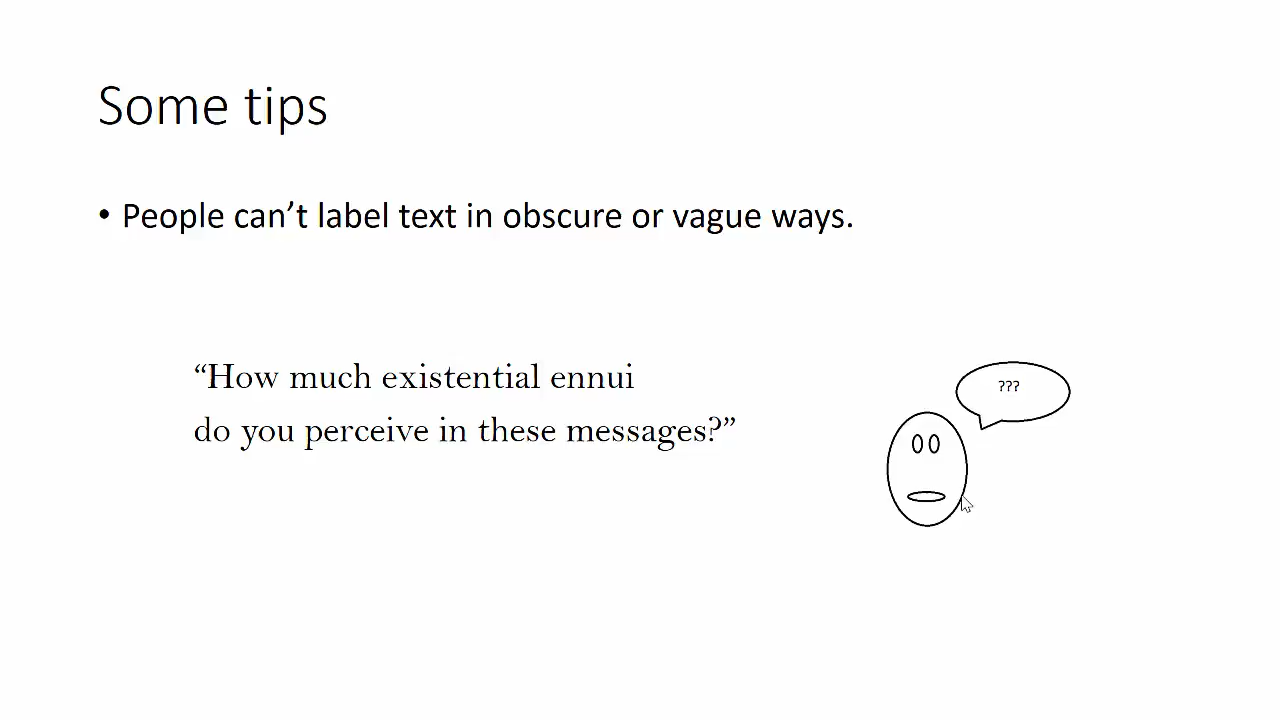 Some tips
• People can’t label text in obscure or vague ways.
“How much existential ennui
do you perceive in these messages?”
???